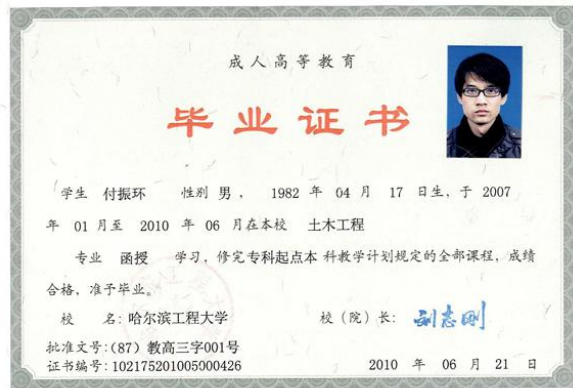 成人高等教育
毕业证书
学生 付振环 性别 男， 1982 年 04 月 17 日生，于 2007
年 01 月至 2010 年 06 月在本校 土木工程
专业 函授 学习，修完专科起点本 科教学计划规定的全部课程，成绩
合格，准予毕业。
校 名：哈尔滨工程大学 校（院）长： 刘志刚
批准文号：(87) 教高三字001号
证书编号：102175201005000426 2010 年 06 月 21 日